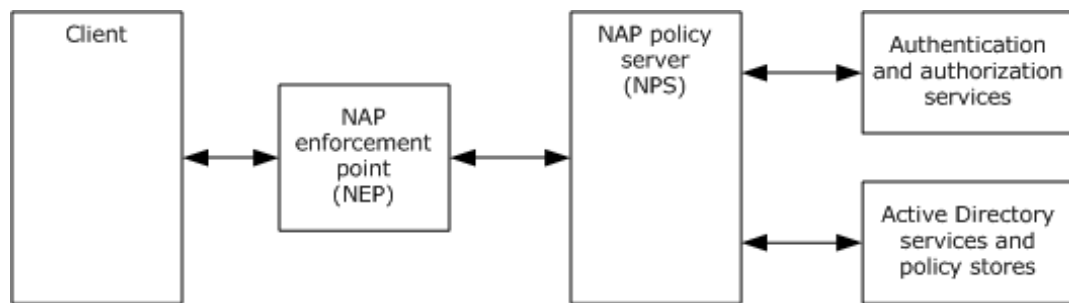 Client
NAP
enforcement
point
(NEP)
NAP policy
server
(NPS)
Authentication
and authorization
services
Active Directory
services and
policy stores